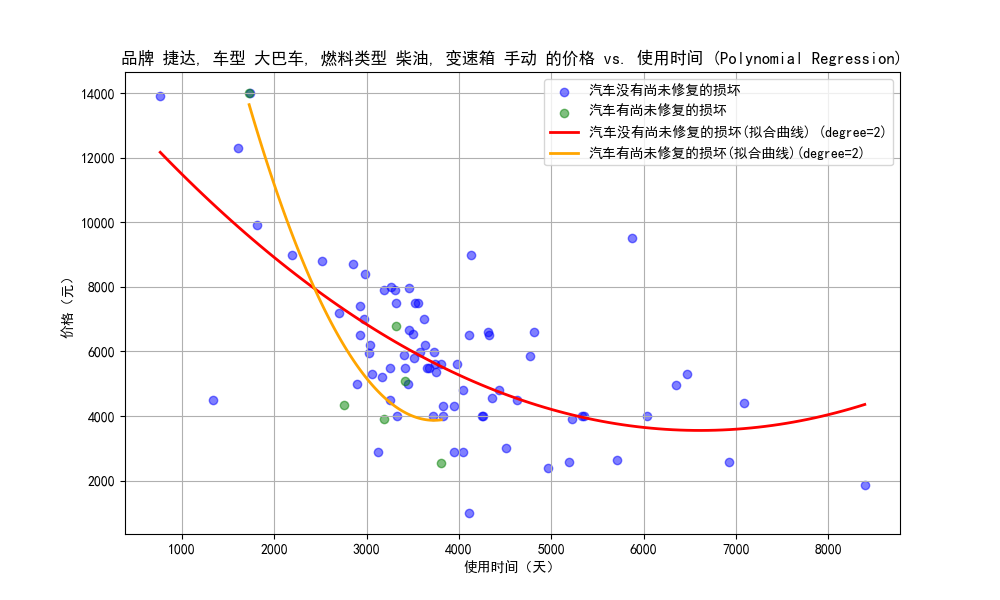 品牌 捷达, 车型 大巴车, 燃料类型 柴油, 变速箱 手动 的价格 vs. 使用时间 (Polynomial Regression)
汽车没有尚未修复的损坏
汽车有尚未修复的损坏
汽车没有尚未修复的损坏(拟合曲线) (degree=2)
汽车有尚未修复的损坏(拟合曲线)(degree=2)
价格（元）
14000
12000
10000
8000
6000
4000
2000
1000 2000 3000 4000 5000 6000 7000 8000
使用时间（天）